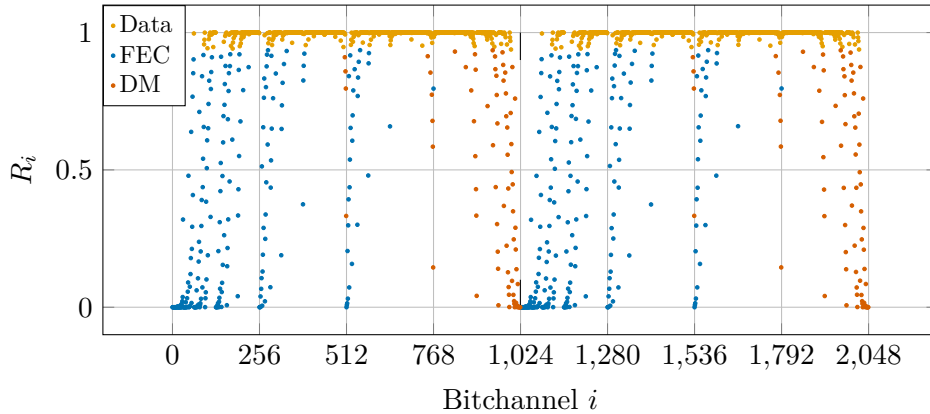 Data
FEC
DM
1
0.5
0
R_i
0
256
512
768
1,024
1,280
1,536
1,792
2,048
Bitchannel i